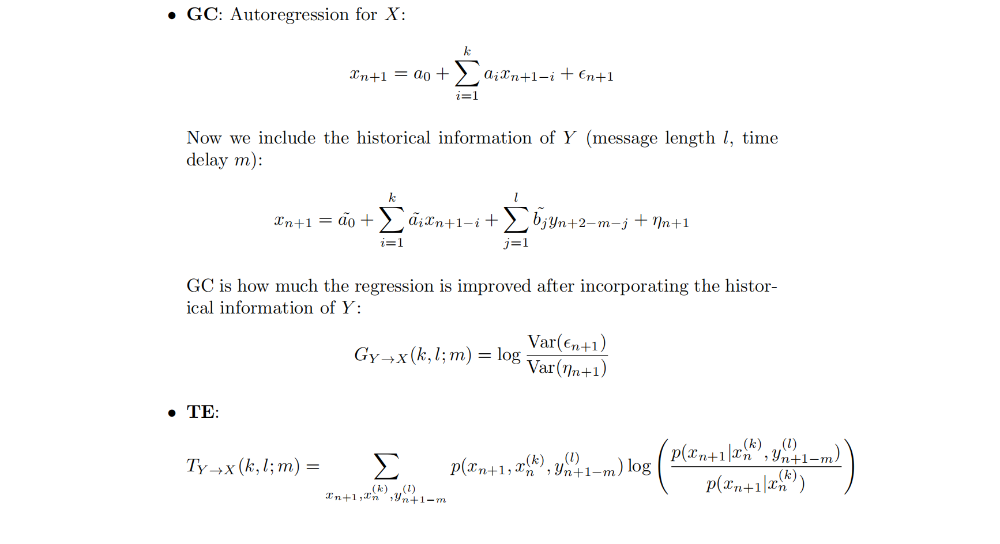 • GC: Autoregression for X:
x_{n+1} = a_0 + \sum_{i=1}^{k} a_i x_{n+1-i} + \epsilon_{n+1}
Now we include the historical information of Y (message length l, time
delay m):
x_{n+1} = \tilde{a_0} + \sum_{i=1}^{k} \tilde{a_i} x_{n+1-i} + \sum_{j=1}^{l} \tilde{b_j} y_{n+2-m-j} + \eta_{n+1}
GC is how much the regression is improved after incorporating the histor-
ical information of Y:
G_{Y \to X}(k, l; m) = \log \frac{Var(\epsilon_{n+1})}{Var(\eta_{n+1})}
• TE:
T_{Y \to X}(k, l; m) = \sum_{x_{n+1}, x_n^{(k)}, y_{n+1-m}^{(l)}} p(x_{n+1}, x_n^{(k)}, y_{n+1-m}^{(l)}) \log \left( \frac{p(x_{n+1} | x_n^{(k)}, y_{n+1-m}^{(l)})}{p(x_{n+1} | x_n^{(k)})} \right)